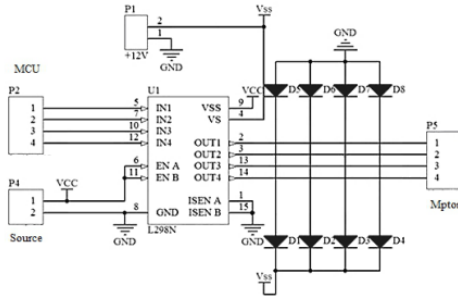 Vss
P1
2
1
+12V
GND
GND
MCU
P2
1
2
3
4
5
7
10
12
U1
IN1
IN2
IN3
IN4
EN A
EN B
GND
VSS
VS
OUT1
OUT2
OUT3
OUT4
ISEN A
ISEN B
L298N
9
4
VCC
2
3
13
14
1
15
GND
D5
D6
D7
D8
P5
1
2
3
4
Mptor
P4
1
2
Source
VCC
6
11
8
GND
D1
D2
D3
D4
Vss